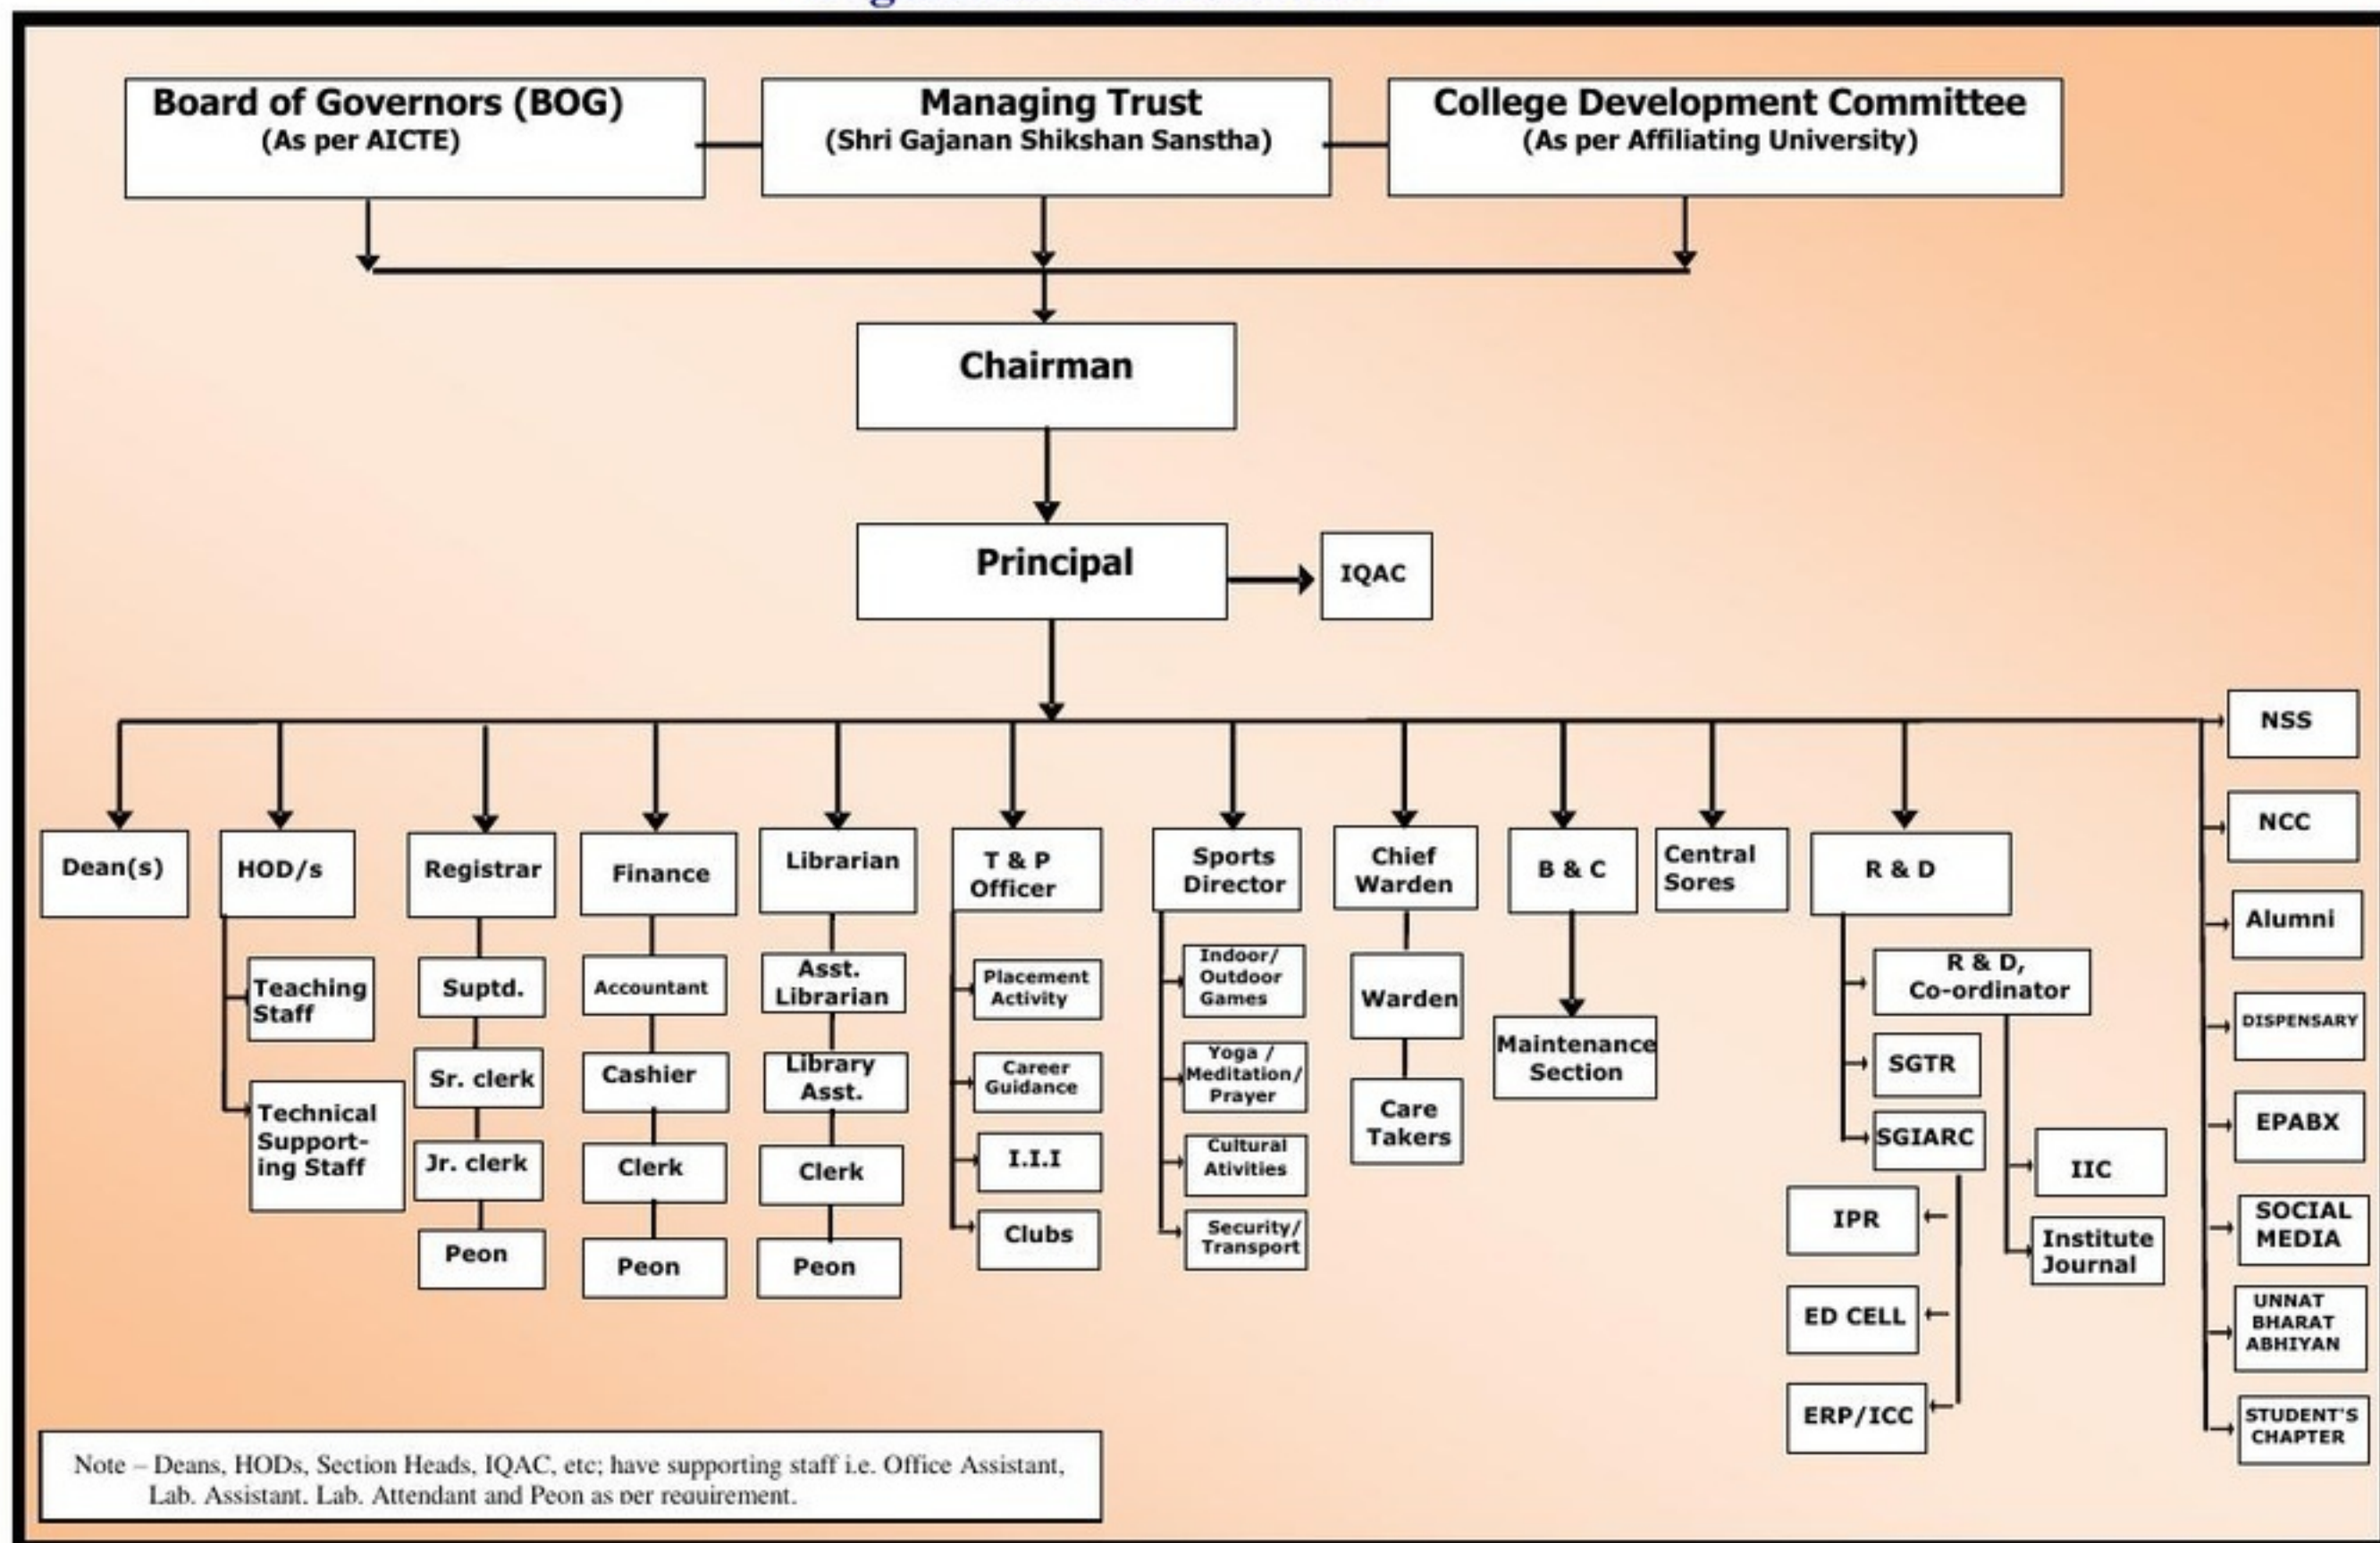 Board of Governors (BOG)
(As per AICTE)
Managing Trust
(Shri Gajanan Shikshan Sanstha)
College Development Committee
(As per Affiliating University)
Chairman
Principal
IQAC
NSS
NCC
Alumni
DISPENSARY
EPABX
SOCIAL
MEDIA
UNNAT
BHARAT
ABHIYAN
STUDENT'S
CHAPTER
Dean(s)
HOD/s
Teaching
Staff
Technical
Support-
ing Staff
Registrar
Suptd.
Sr. clerk
Jr. clerk
Peon
Finance
Accountant
Cashier
Clerk
Peon
Librarian
Asst.
Librarian
Library
Asst.
Clerk
Peon
T & P
Officer
Placement
Activity
Career
Guidance
I.I.I
Clubs
Sports
Director
Indoor/
Outdoor
Games
Yoga /
Meditation/
Prayer
Cultural
Ativities
Security/
Transport
Chief
Warden
Warden
Care
Takers
B & C
Maintenance
Section
Central
Sores
R & D
R & D,
Co-ordinator
SGTR
SGIARC
IIC
Institute
Journal
IPR
ED CELL
ERP/ICC
Note – Deans, HODs, Section Heads, IQAC, etc; have supporting staff i.e. Office Assistant,
Lab. Assistant. Lab. Attendant and Peon as per requirement.